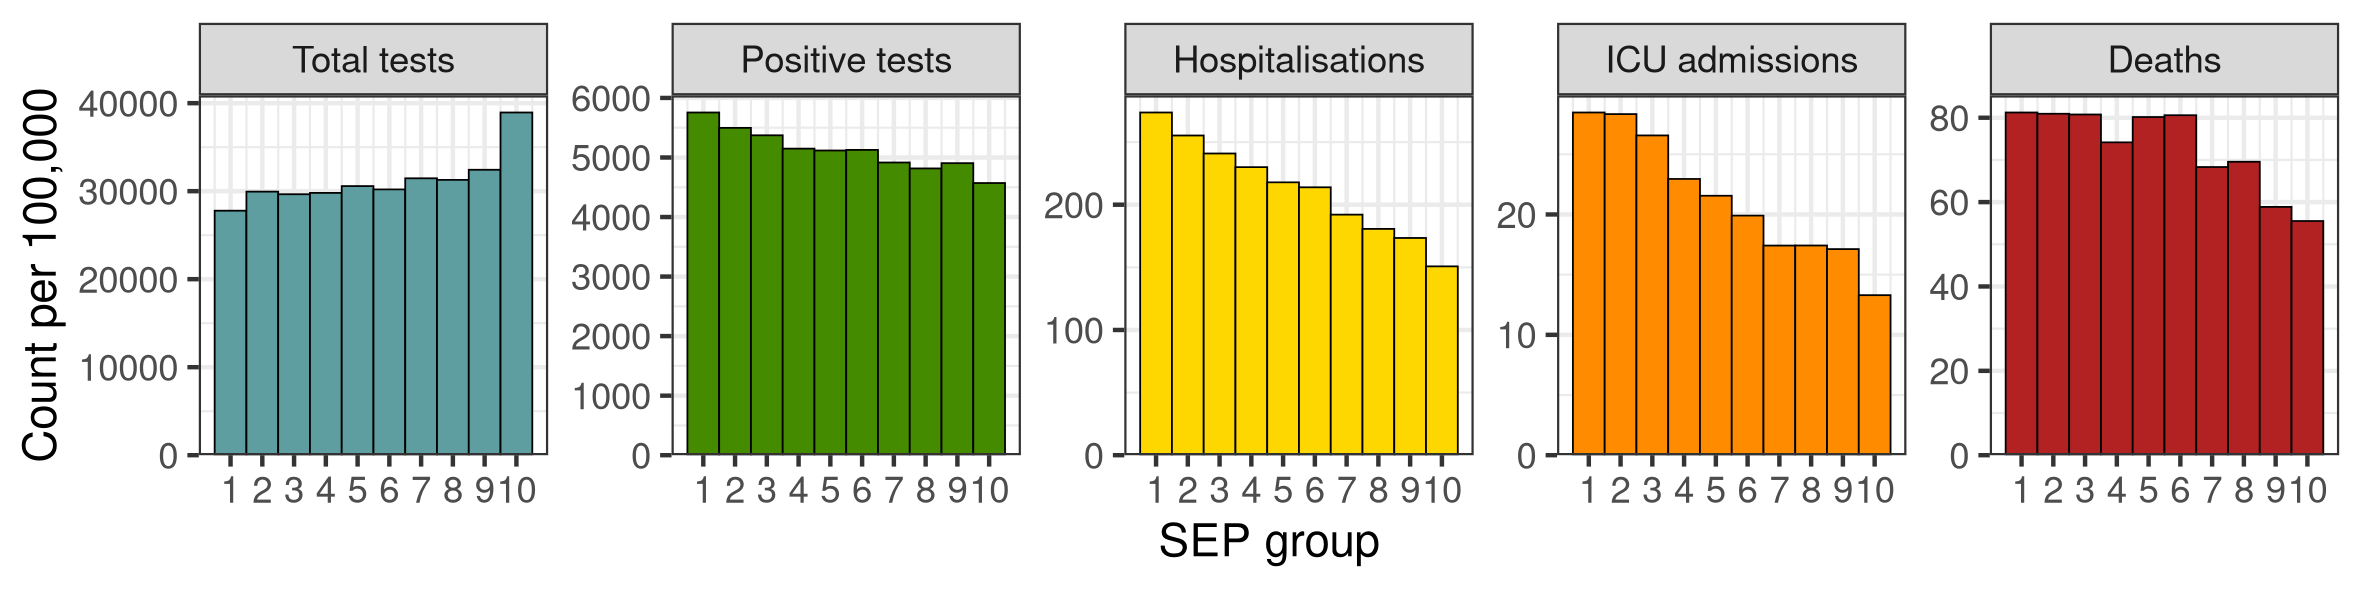 Total tests
Positive tests
Hospitalisations
ICU admissions
Deaths
Count per 100,000
40000
30000
20000
10000
0
1 2 3 4 5 6 7 8 9 10
6000
5000
4000
3000
2000
1000
0
1 2 3 4 5 6 7 8 9 10
200
100
0
1 2 3 4 5 6 7 8 9 10
20
10
0
1 2 3 4 5 6 7 8 9 10
80
60
40
20
0
1 2 3 4 5 6 7 8 9 10
SEP group